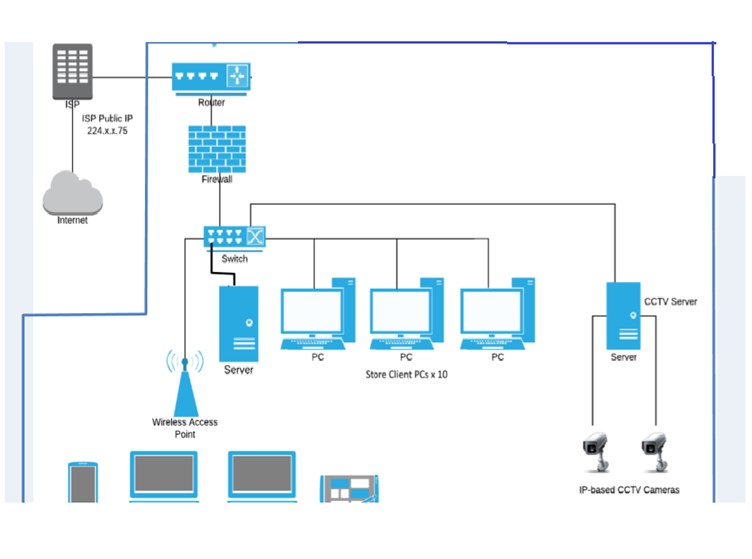 ISP
Router
ISP Public IP
224.x.x.75
Firewall
Internet
Switch
CCTV Server
PC
PC
PC
Server
Server
Store Client PCs x 10
Wireless Access
Point
IP-based CCTV Cameras